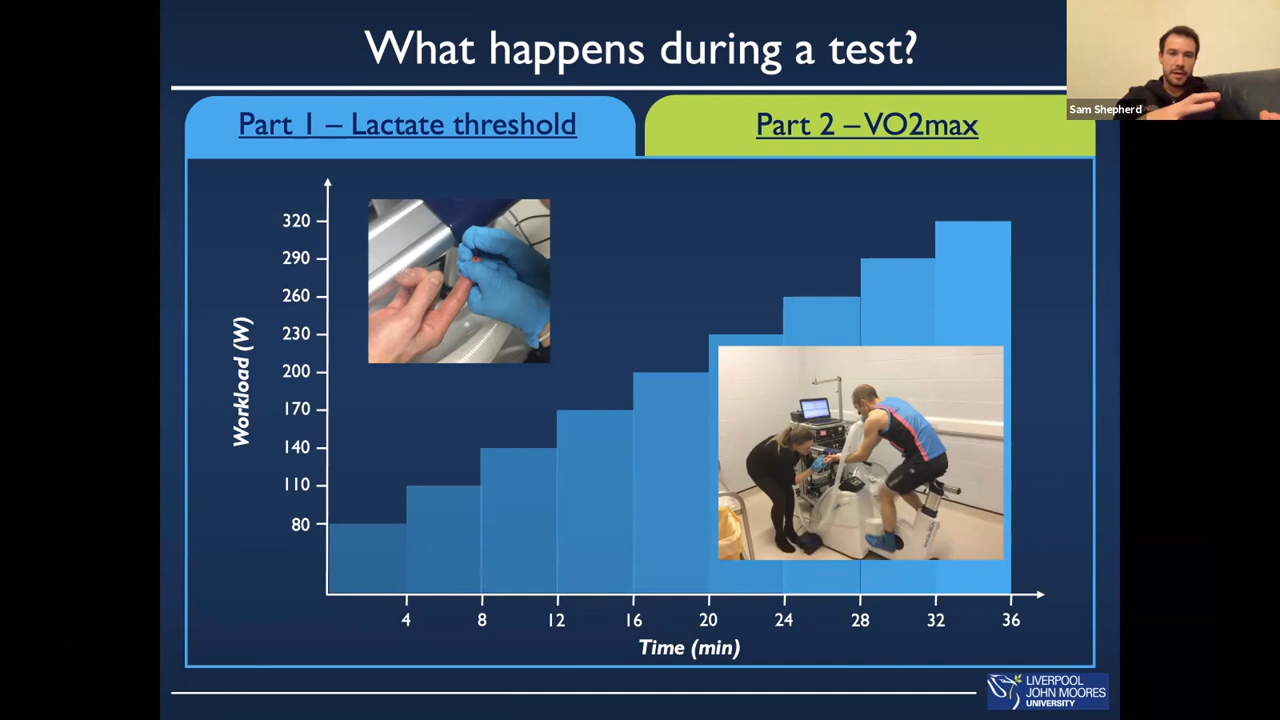 What happens during a test?
Sam Shepherd
Part 1 – Lactate threshold
Part 2 – VO2max
Workload (W)
320
290
260
230
200
170
140
110
80
4
8
12
16
20
24
28
32
36
Time (min)
LIVERPOOL
JOHN MOORES
UNIVERSITY